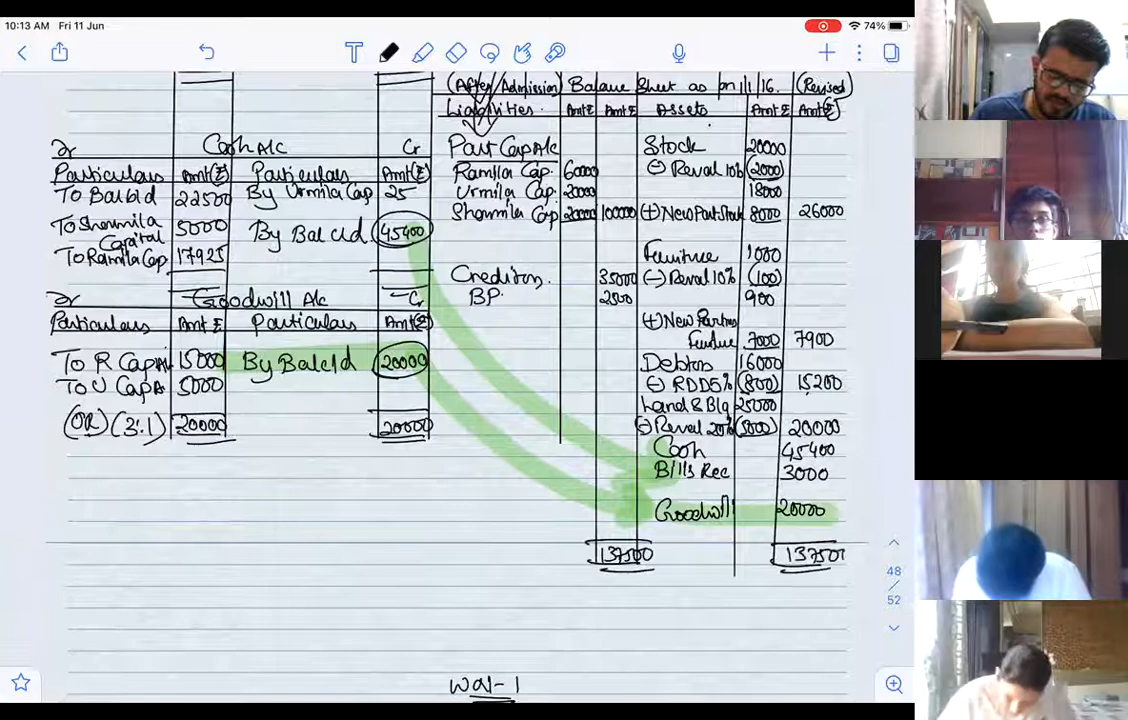 10:13 AM Fri 11 Jun
74%
T
Cash A/c
Dr Cr
Particulars Amt(₹) Particulars Amt(₹)
To Bal b/d 22500 By Urmila Cap. 25
To Sharmila Capital 5000 By Bal c/d 45400
To Ramila Cap. 17925
Goodwill A/c
Dr Cr
Particulars Amt(₹) Particulars Amt(₹)
To R Capital 15000 By Bal c/d 20000
To U Cap A 5000
(OR) (3:1) 20000 20000
(After Admission) Balance Sheet as on 1/1/16. (Revised)
Liabilities. Amt₹ Amt₹ Assets Amt₹ Amt(₹)
Part Cap A/c Stock 20000
Ramila Cap. 60000 (-) Reval 10% (2000)
Urmila Cap. 20000 18000
Sharmila Cap 20000 100000 (+) New Part Stock 8000 26000
Furniture 1000
Creditors. 35000 (-) Reval 10% (100)
BP. 2500 900
(+) New Partner
Furniture 7000 7900
Debtors 16000
(-) RDD 5% (800) 15,200
Land & Blg 25000
(-) Reval 20% (5000) 20000
Cash 45400
Bills Rec 3000
Goodwill 20000
137500 137500
48
/
52
WN-1